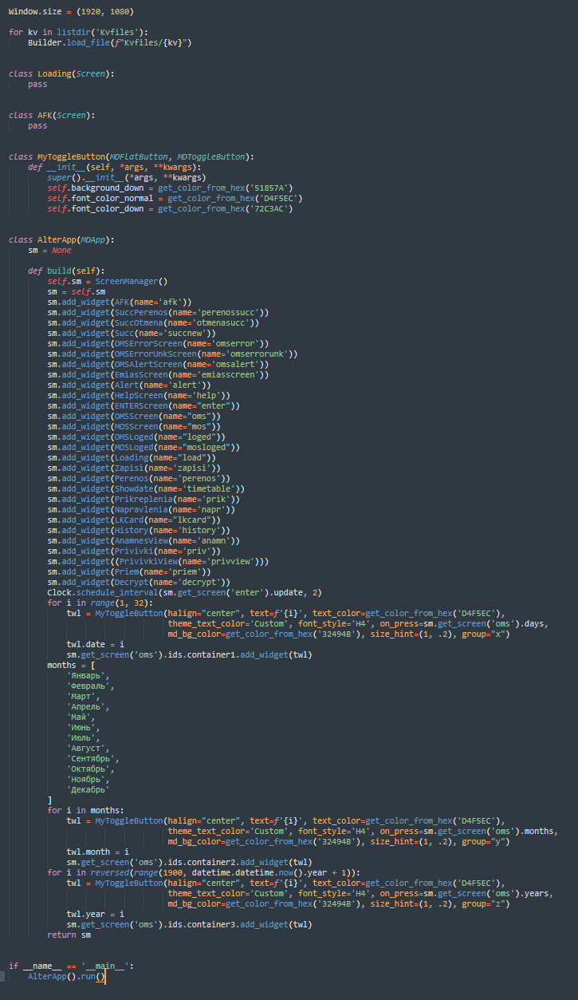 Window.size = (1920, 1080)
for kv in listdir('Kvfiles'):
    Builder.load_file(f"Kvfiles/{kv}")
class Loading(Screen):
    pass
class AFK(Screen):
    pass
class MyToggleButton(MDFlatButton, MDToggleButton):
    def __init__(self, *args, **kwargs):
        super().__init__(*args, **kwargs)
        self.background_down = get_color_from_hex('51857A')
        self.font_color_normal = get_color_from_hex('D4F5EC')
        self.font_color_down = get_color_from_hex('72C3AC')
class AlterApp(MDApp):
    sm = None
    def build(self):
        self.sm = ScreenManager()
        sm = self.sm
        sm.add_widget(AFK(name='afk'))
        sm.add_widget(SuccPerenos(name='perenossucc'))
        sm.add_widget(SuccOtmena(name='otmenasucc'))
        sm.add_widget(Succ(name='succnew'))
        sm.add_widget(OMSErrorScreen(name='omserror'))
        sm.add_widget(OMSErrorUnkScreen(name='omserrorunk'))
        sm.add_widget(OMSAlertScreen(name='omsalert'))
        sm.add_widget(EmiasScreen(name='emiasscreen'))
        sm.add_widget(Alert(name='alert'))
        sm.add_widget(HelpScreen(name='help'))
        sm.add_widget(ENTERScreen(name="enter"))
        sm.add_widget(OMSScreen(name="oms"))
        sm.add_widget(MOSScreen(name="mos"))
        sm.add_widget(OMSLoged(name="loged"))
        sm.add_widget(MOSLoged(name="mosloged"))
        sm.add_widget(Loading(name="load"))
        sm.add_widget(Zapisi(name='zapisi'))
        sm.add_widget(Perenos(name='perenos'))
        sm.add_widget(Showdate(name='timetable'))
        sm.add_widget(Prikreplenia(name='prik'))
        sm.add_widget(Napravlenia(name='napr'))
        sm.add_widget(LKCard(name="lkcard"))
        sm.add_widget(History(name='history'))
        sm.add_widget(AnamnesView(name='anamn'))
        sm.add_widget(Privivki(name='priv'))
        sm.add_widget((PrivivkiView(name='privview')))
        sm.add_widget(Priem(name='priem'))
        sm.add_widget(Decrypt(name='decrypt'))
        Clock.schedule_interval(sm.get_screen('enter').update, 2)
        for i in range(1, 32):
            twl = MyToggleButton(halign="center", text=f'{i}', text_color=get_color_from_hex('D4F5EC'),
                                 theme_text_color='Custom', font_style='H4', on_press=sm.get_screen('oms').days,
                                 md_bg_color=get_color_from_hex('32494B'), size_hint=(1, .2), group="x")
            twl.date = i
            sm.get_screen('oms').ids.container1.add_widget(twl)
        months = [
            'Январь',
            'Февраль',
            'Март',
            'Апрель',
            'Май',
            'Июнь',
            'Июль',
            'Август',
            'Сентябрь',
            'Октябрь',
            'Ноябрь',
            'Декабрь'
        ]
        for i in months:
            twl = MyToggleButton(halign="center", text=f'{i}', text_color=get_color_from_hex('D4F5EC'),
                                 theme_text_color='Custom', font_style='H4', on_press=sm.get_screen('oms').months,
                                 md_bg_color=get_color_from_hex('32494B'), size_hint=(1, .2), group="y")
            twl.month = i
            sm.get_screen('oms').ids.container2.add_widget(twl)
        for i in reversed(range(1900, datetime.datetime.now().year + 1)):
            twl = MyToggleButton(halign="center", text=f'{i}', text_color=get_color_from_hex('D4F5EC'),
                                 theme_text_color='Custom', font_style='H4', on_press=sm.get_screen('oms').years,
                                 md_bg_color=get_color_from_hex('32494B'), size_hint=(1, .2), group="z")
            twl.year = i
            sm.get_screen('oms').ids.container3.add_widget(twl)
        return sm
if __name__ == '__main__':
    AlterApp().run()